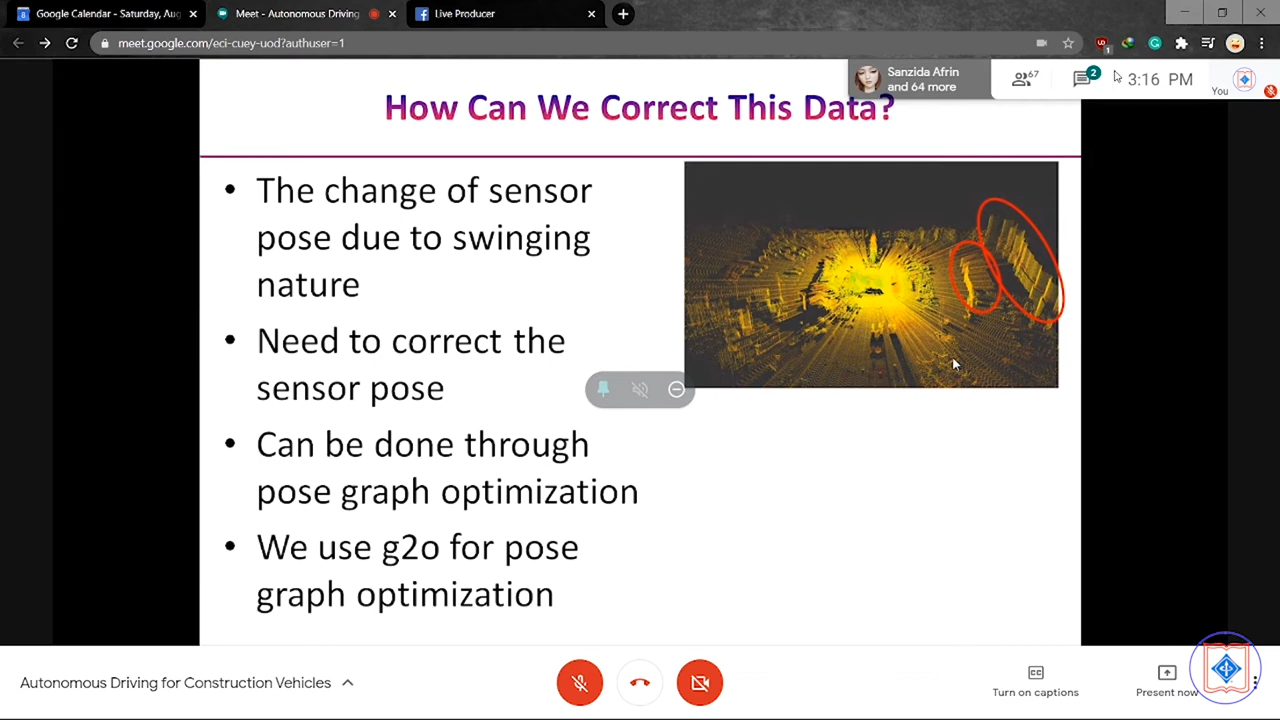 Google Calendar - Saturday, Aug
Meet - Autonomous Driving
Live Producer
meet.google.com/eci-cuey-uod?authuser=1
Sanzida Afrin
and 64 more
67
2
3:16 PM
You
How Can We Correct This Data?
• The change of sensor
pose due to swinging
nature
• Need to correct the
sensor pose
• Can be done through
pose graph optimization
• We use g2o for pose
graph optimization
Autonomous Driving for Construction Vehicles
Turn on captions
Present now